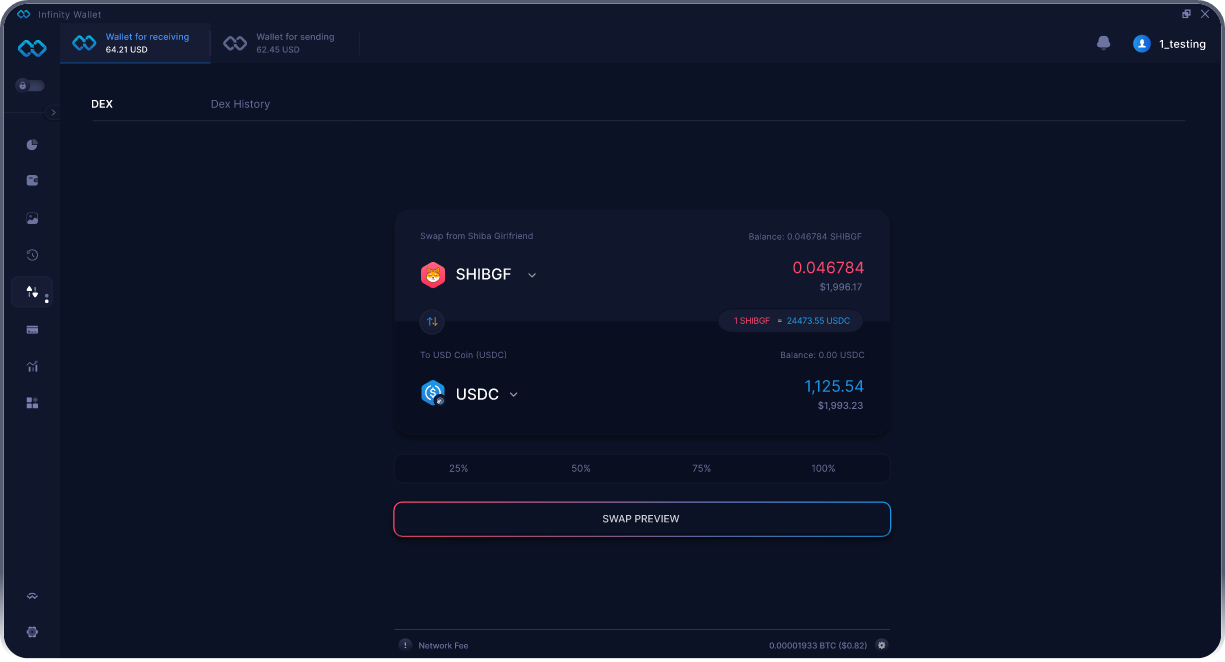 Infinity Wallet
Wallet for receiving
64.21 USD
Wallet for sending
62.45 USD
1_testing
DEX
Dex History
Swap from Shiba Girlfriend
Balance: 0.046784 SHIBGF
SHIBGF
0.046784
$1,996.17
1 SHIBGF = 24473.55 USDC
To USD Coin (USDC)
Balance: 0.00 USDC
USDC
1,125.54
$1,993.23
25% 50% 75% 100%
SWAP PREVIEW
Network Fee
0.00001933 BTC ($0.82)